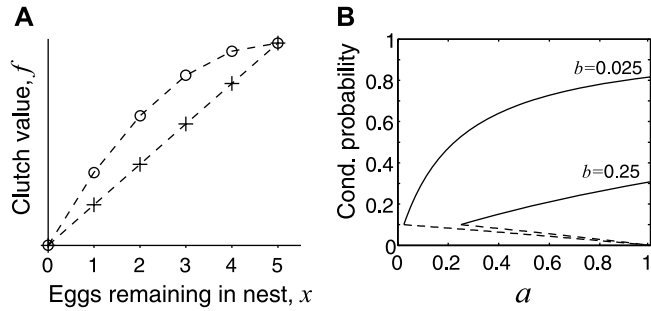 A
Clutch value, f
0 1 2 3 4 5
Eggs remaining in nest, x
B
Cond. probability
1
0.8
0.6
0.4
0.2
0
b=0.025
b=0.25
0 0.2 0.4 0.6 0.8 1
a